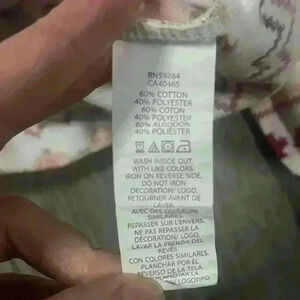 RN59284
CA40465
60% COTTON
40% POLYESTER
60% COTON
40% POLYESTER
60% ALGODON
40% POLIÉSTER
WASH INSIDE OUT
WITH LIKE COLORS.
IRON ON REVERSE SIDE,
DO NOT IRON
DECORATION/ LOGO.
RETOURNER AVANT DE
LAVER.
AVEC DES COULEURS
SIMILAIRES.
REPASSER SUR L'ENVERS.
NE PAS REPASSER LA
DÉCORATION/ LOGO.
LAVAR LA PRENDA DEL
REVÉS.
CON COLORES SIMILARES.
PLANCHAR POR EL
REVERSO DE LA TELA
LOGOTIPO